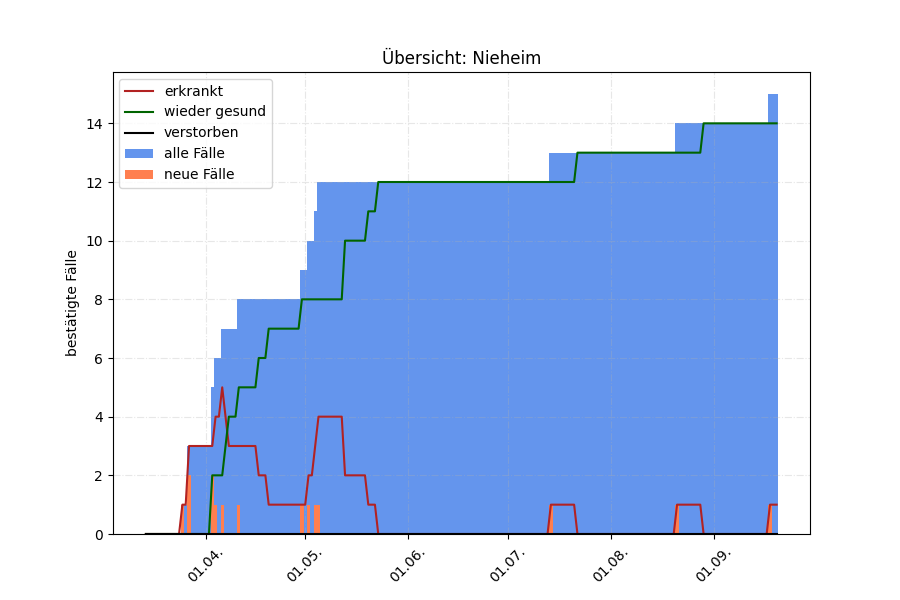 Übersicht: Nieheim
erkrankt
wieder gesund
verstorben
alle Fälle
neue Fälle
bestätigte Fälle
14
12
10
8
6
4
2
0
01.04.
01.05.
01.06.
01.07.
01.08.
01.09.